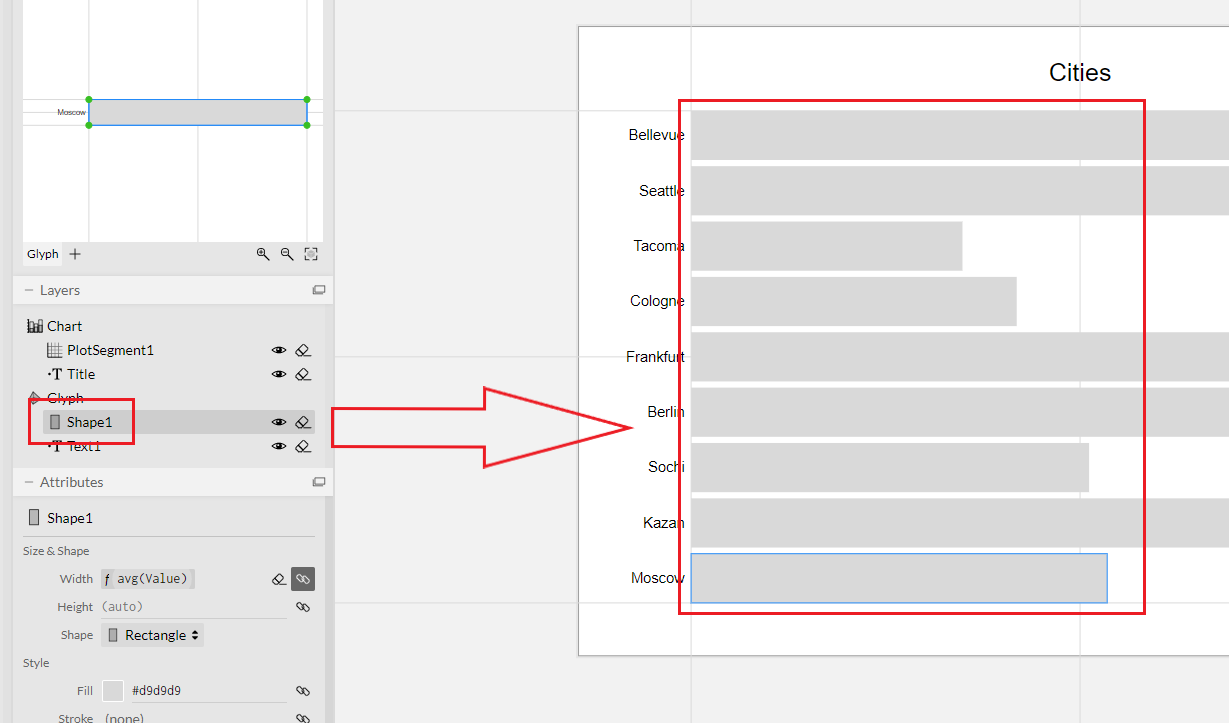 Moscow
Glyph
Layers
Chart
PlotSegment1
Title
Glyph
Shape1
Text1
Attributes
Shape1
Size & Shape
Width f avg(Value)
Height (auto)
Shape Rectangle
Style
Fill #d9d9d9
Stroke (none)
Cities
Bellevue
Seattle
Tacoma
Cologne
Frankfurt
Berlin
Sochi
Kazan
Moscow